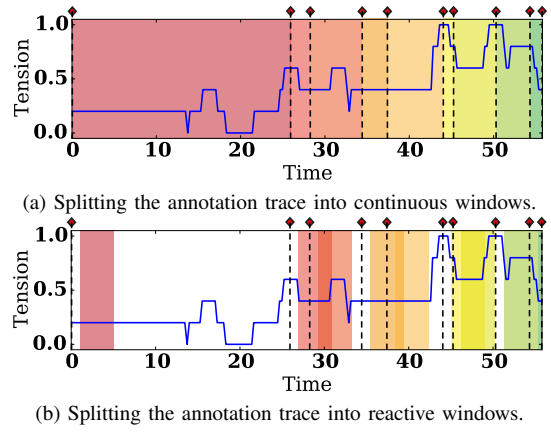 1.0
0.5
0.0
Tension
0 10 20 30 40 50
Time
(a) Splitting the annotation trace into continuous windows.
1.0
0.5
0.0
Tension
0 10 20 30 40 50
Time
(b) Splitting the annotation trace into reactive windows.